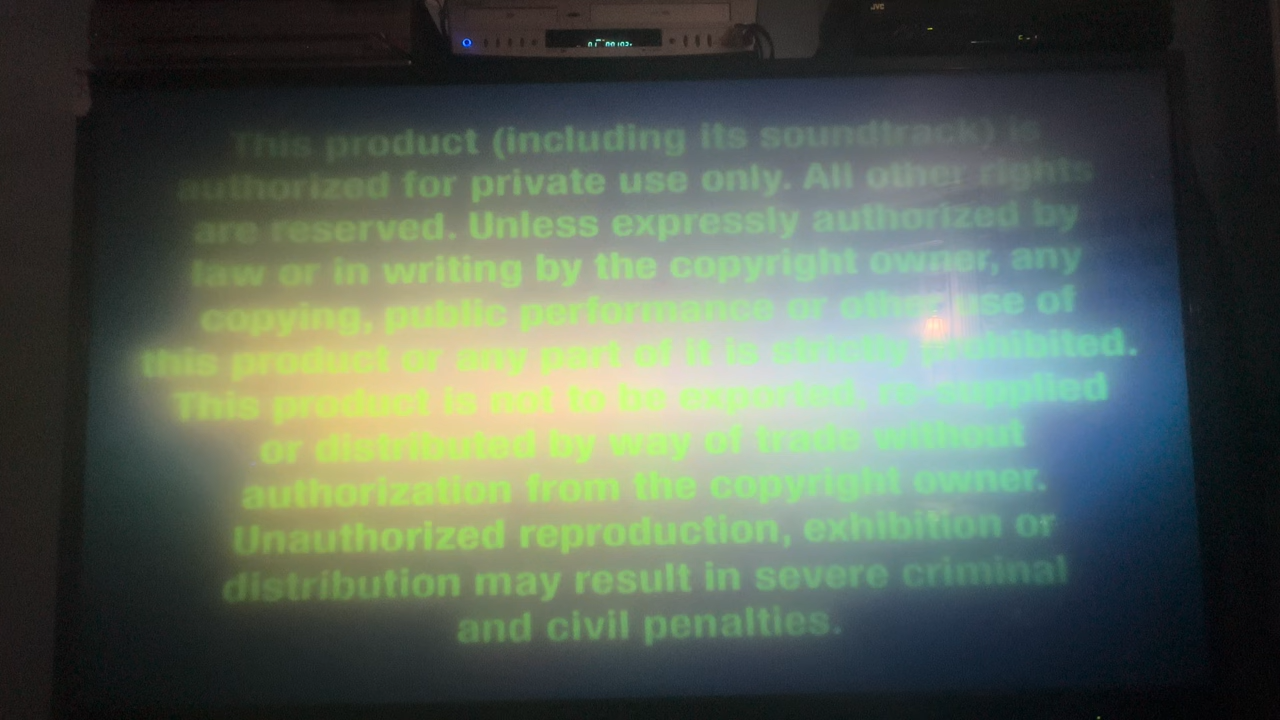 JVC
This product (including its soundtrack) is
authorized for private use only. All other rights
are reserved. Unless expressly authorized by
law or in writing by the copyright owner, any
copying, public performance or other use of
this product or any part of it is strictly prohibited.
This product is not to be exported, re-supplied
or distributed by way of trade without
authorization from the copyright owner.
Unauthorized reproduction, exhibition or
distribution may result in severe criminal
and civil penalties.